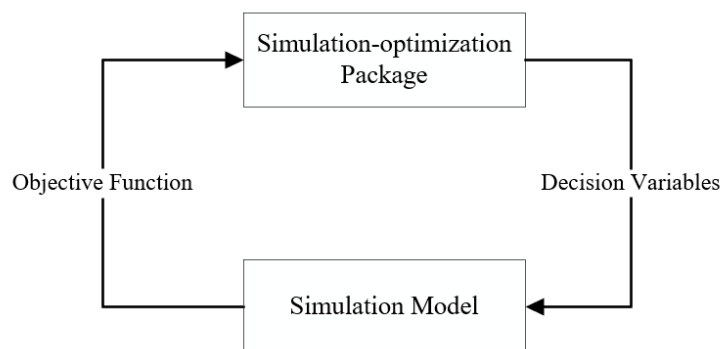 Simulation-optimization
Package
Objective Function
Decision Variables
Simulation Model